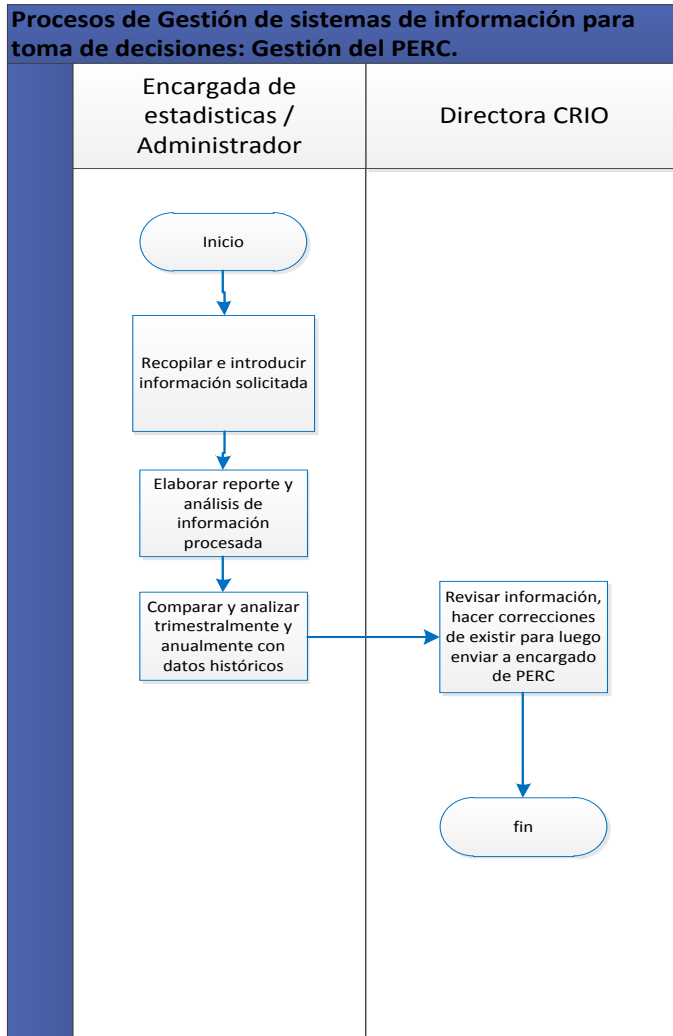 Procesos de Gestión de sistemas de información para
toma de decisiones: Gestión del PERC.
Encargada de
estadisticas /
Administrador
Directora CRIO
Inicio
Recopilar e introducir
información solicitada
Elaborar reporte y
análisis de
información
procesada
Comparar y analizar
trimestralmente y
anualmente con
datos históricos
Revisar información,
hacer correcciones
de existir para luego
enviar a encargado
de PERC
fin